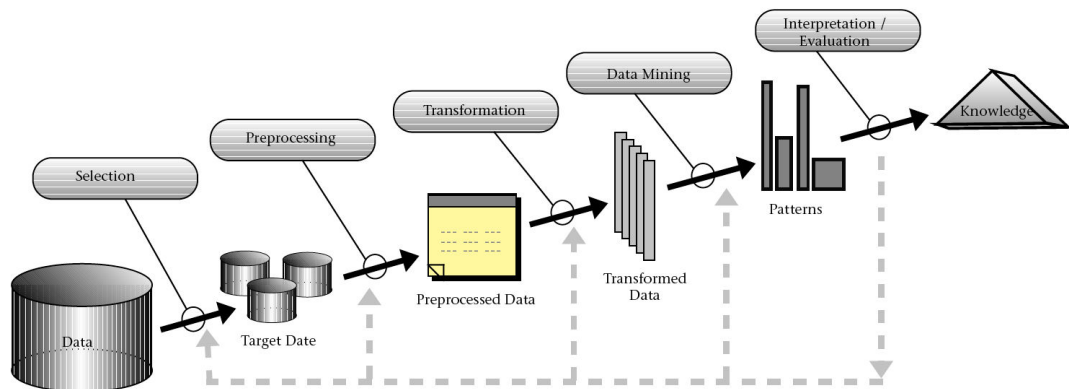 Interpretation /
Evaluation
Data Mining
Transformation
Preprocessing
Selection
Data
Target Date
Preprocessed Data
Transformed
Data
Patterns
Knowledge